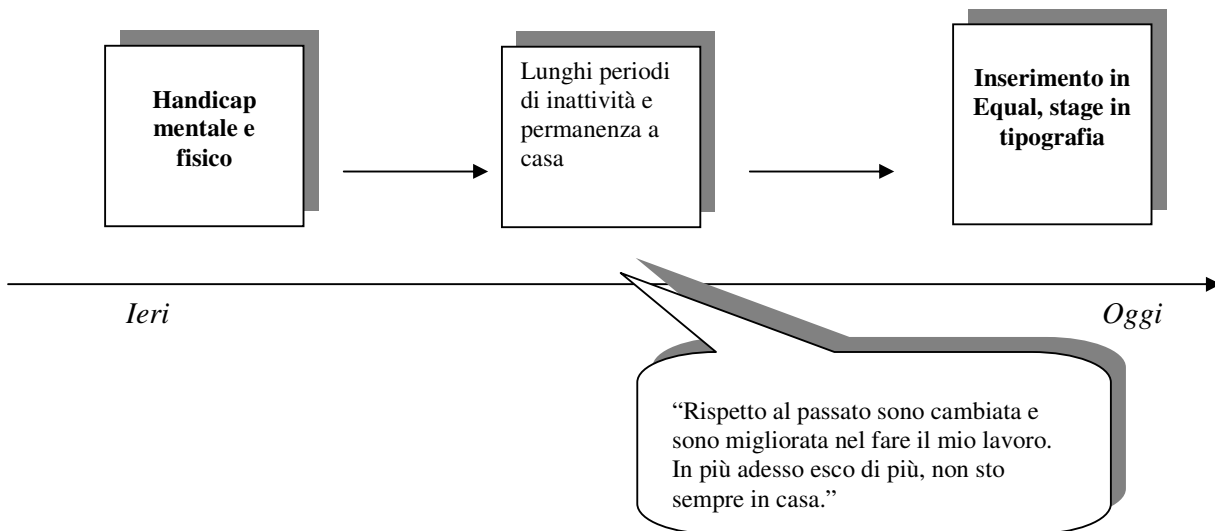 Handicap
mentale e
fisico
Lunghi periodi
di inattività e
permanenza a
casa
Inserimento in
Equal, stage in
tipografia
Ieri
Oggi
“Rispetto al passato sono cambiata e
sono migliorata nel fare il mio lavoro.
In più adesso esco di più, non sto
sempre in casa.”